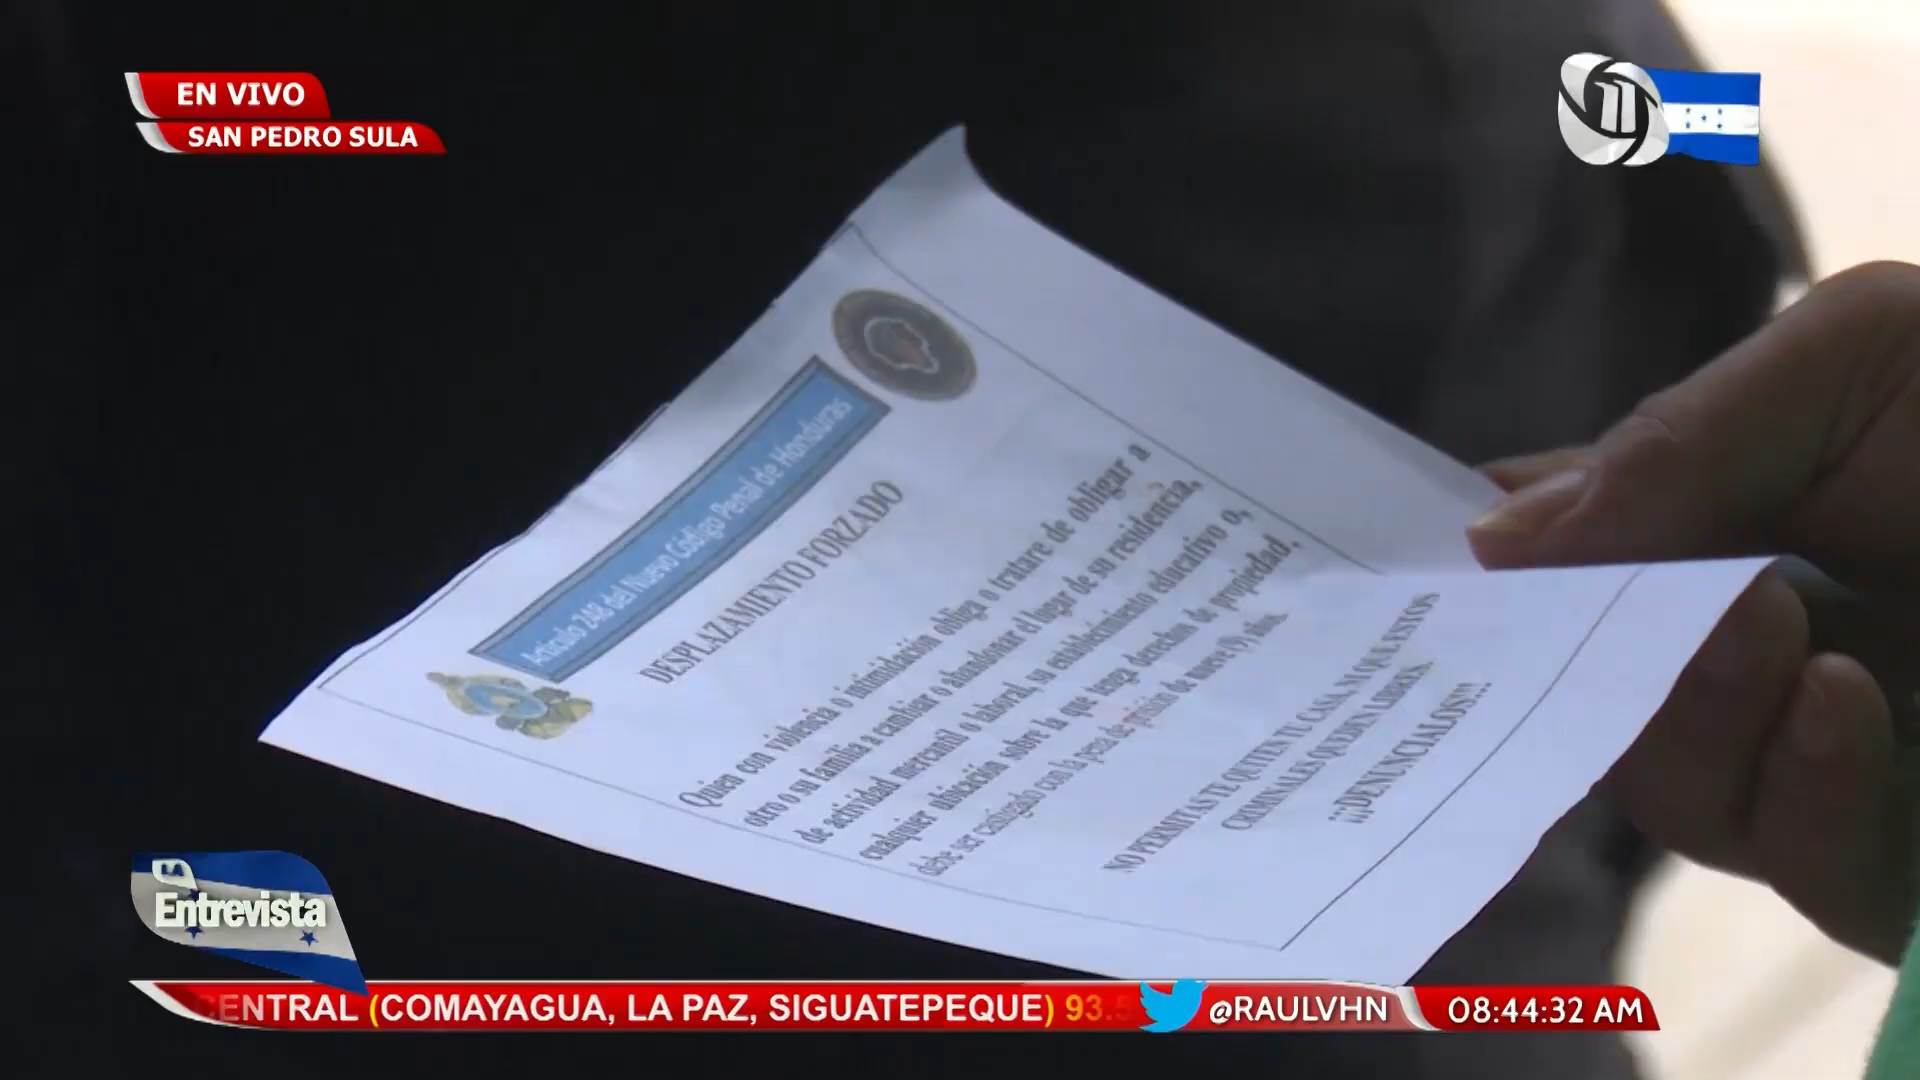 EN VIVO
SAN PEDRO SULA
11
Artículo 248 del Nuevo Código Penal de Honduras
DESPLAZAMIENTO FORZADO
Quien con violencia o intimidación obliga o tratare de obligar a
otro o su familia a cambiar o abandonar el lugar de su residencia,
de actividad mercantil o laboral, su establecimiento educativo o,
cualquier ubicación sobre la que tenga derechos de propiedad,
debe ser castigado con la pena de prisión de nueve (9) años.
NO PERMITAS TE QUITEN TU CASA, NI QUE ESTOS
CRIMINALES QUEDEN LIBRES,
¡¡¡DENUNCIALOS!!!
LA
Entrevista
CENTRAL (COMAYAGUA, LA PAZ, SIGUATEPEQUE) 93.5
@RAULVHN
08:44:32 AM